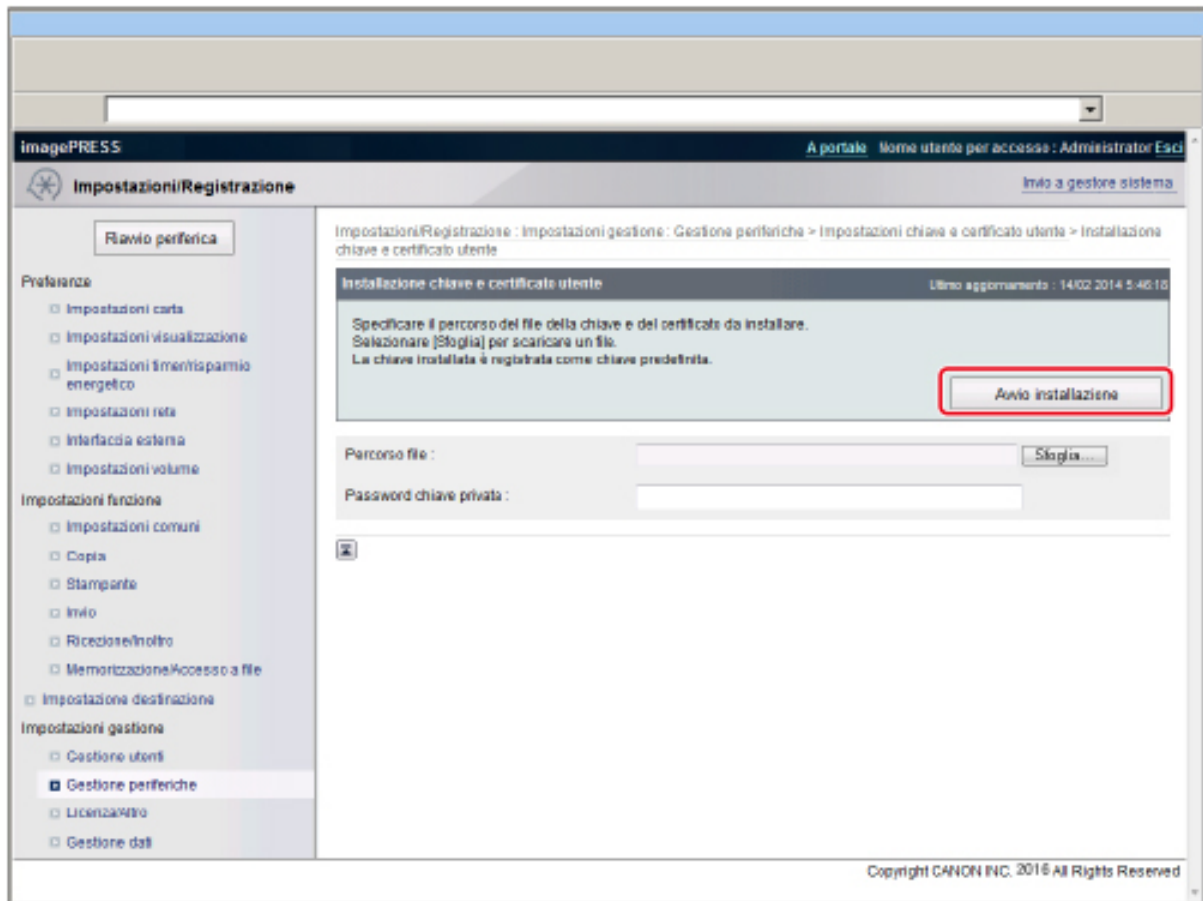 imagePRESS
A portale Nome utente per accesso : Administrator Esci
Impostazioni/Registrazione
Invio a gestore sistema
Riavvio periferica
Preferenze
Impostazioni carta
Impostazioni visualizzazione
Impostazioni timer/risparmio
energetico
Impostazioni rete
Interfaccia esterna
Impostazioni volume
Impostazioni funzione
Impostazioni comuni
Copia
Stampante
Invio
Ricezione/Inoltro
Memorizzazione/Accesso a file
Impostazione destinazione
Impostazioni gestione
Gestione utenti
Gestione periferiche
Licenza/Altro
Gestione dati
Impostazioni/Registrazione : Impostazioni gestione : Gestione periferiche > Impostazioni chiave e certificato utente > Installazione
chiave e certificato utente
Installazione chiave e certificato utente
Ultimo aggiornamento : 14/02 2014 5:46:18
Specificare il percorso del file della chiave e del certificato da installare.
Selezionare [Sfoglia] per scaricare un file.
La chiave installata è registrata come chiave predefinita.
Avvio installazione
Percorso file :
Sfoglia...
Password chiave privata :
Copyright CANON INC. 2016 All Rights Reserved